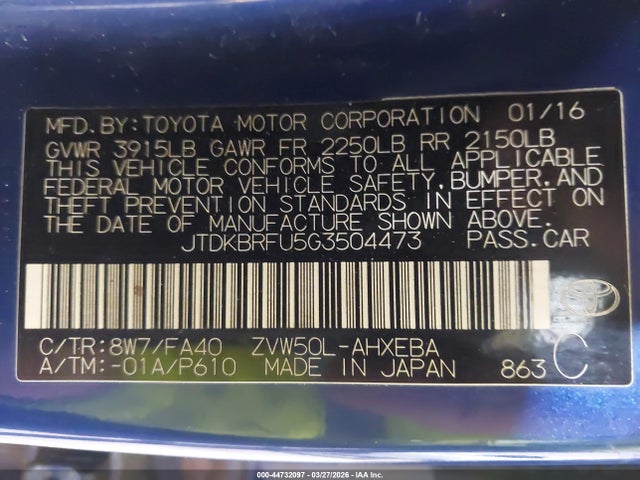 MFD. BY: TOYOTA MOTOR CORPORATION 01/16
GVWR 3915LB GAWR FR 2250LB RR 2150LB
THIS VEHICLE CONFORMS TO ALL APPLICABLE
FEDERAL MOTOR VEHICLE SAFETY, BUMPER, AND
THEFT PREVENTION STANDARDS IN EFFECT ON
THE DATE OF MANUFACTURE SHOWN ABOVE.
JTDKBRFU5G3504473 PASS.CAR
C/TR: 8W7/FA40 ZVW50L-AHXEBA
A/TM: -01A/P610 MADE IN JAPAN 863 C
000-44732097 - 03/27/2026 - IAA Inc.